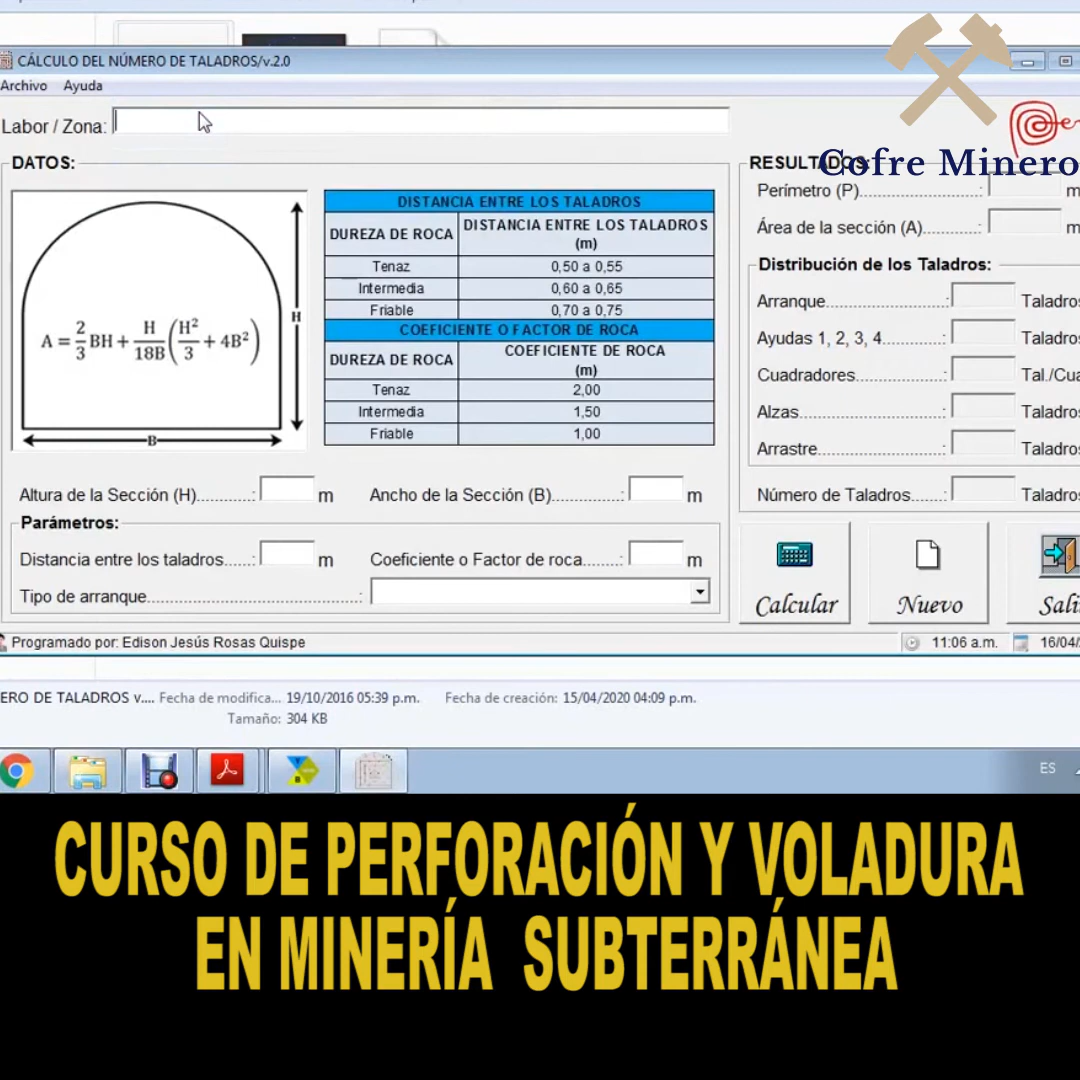 CÁLCULO DEL NÚMERO DE TALADROS/v.2.0
Archivo Ayuda
Labor / Zona:
Cofre Minero
DATOS:
A = 2/3 BH + H/18B (H²/3 + 4B²)
H
B
DISTANCIA ENTRE LOS TALADROS
DUREZA DE ROCA DISTANCIA ENTRE LOS TALADROS (m)
Tenaz 0,50 a 0,55
Intermedia 0,60 a 0,65
Friable 0,70 a 0,75
COEFICIENTE O FACTOR DE ROCA
DUREZA DE ROCA COEFICIENTE DE ROCA (m)
Tenaz 2,00
Intermedia 1,50
Friable 1,00
Altura de la Sección (H)...........: m Ancho de la Sección (B)..............: m
Parámetros:
Distancia entre los taladros......: m Coeficiente o Factor de roca........: m
Tipo de arranque..............................................:
RESULTADOS:
Perímetro (P)..........................: m
Área de la sección (A)............: m
Distribución de los Taladros:
Arranque..........................: Taladros
Ayudas 1, 2, 3, 4.............: Taladros
Cuadradores...................: Tal./Cua
Alzas................................: Taladros
Arrastre............................: Taladros
Número de Taladros.......: Taladros
Calcular Nuevo Sali
Programado por: Edison Jesús Rosas Quispe 11:06 a.m. 16/04/
ERO DE TALADROS v.... Fecha de modifica... 19/10/2016 05:39 p.m. Fecha de creación: 15/04/2020 04:09 p.m.
Tamaño: 304 KB
ES
CURSO DE PERFORACIÓN Y VOLADURA
EN MINERÍA SUBTERRÁNEA